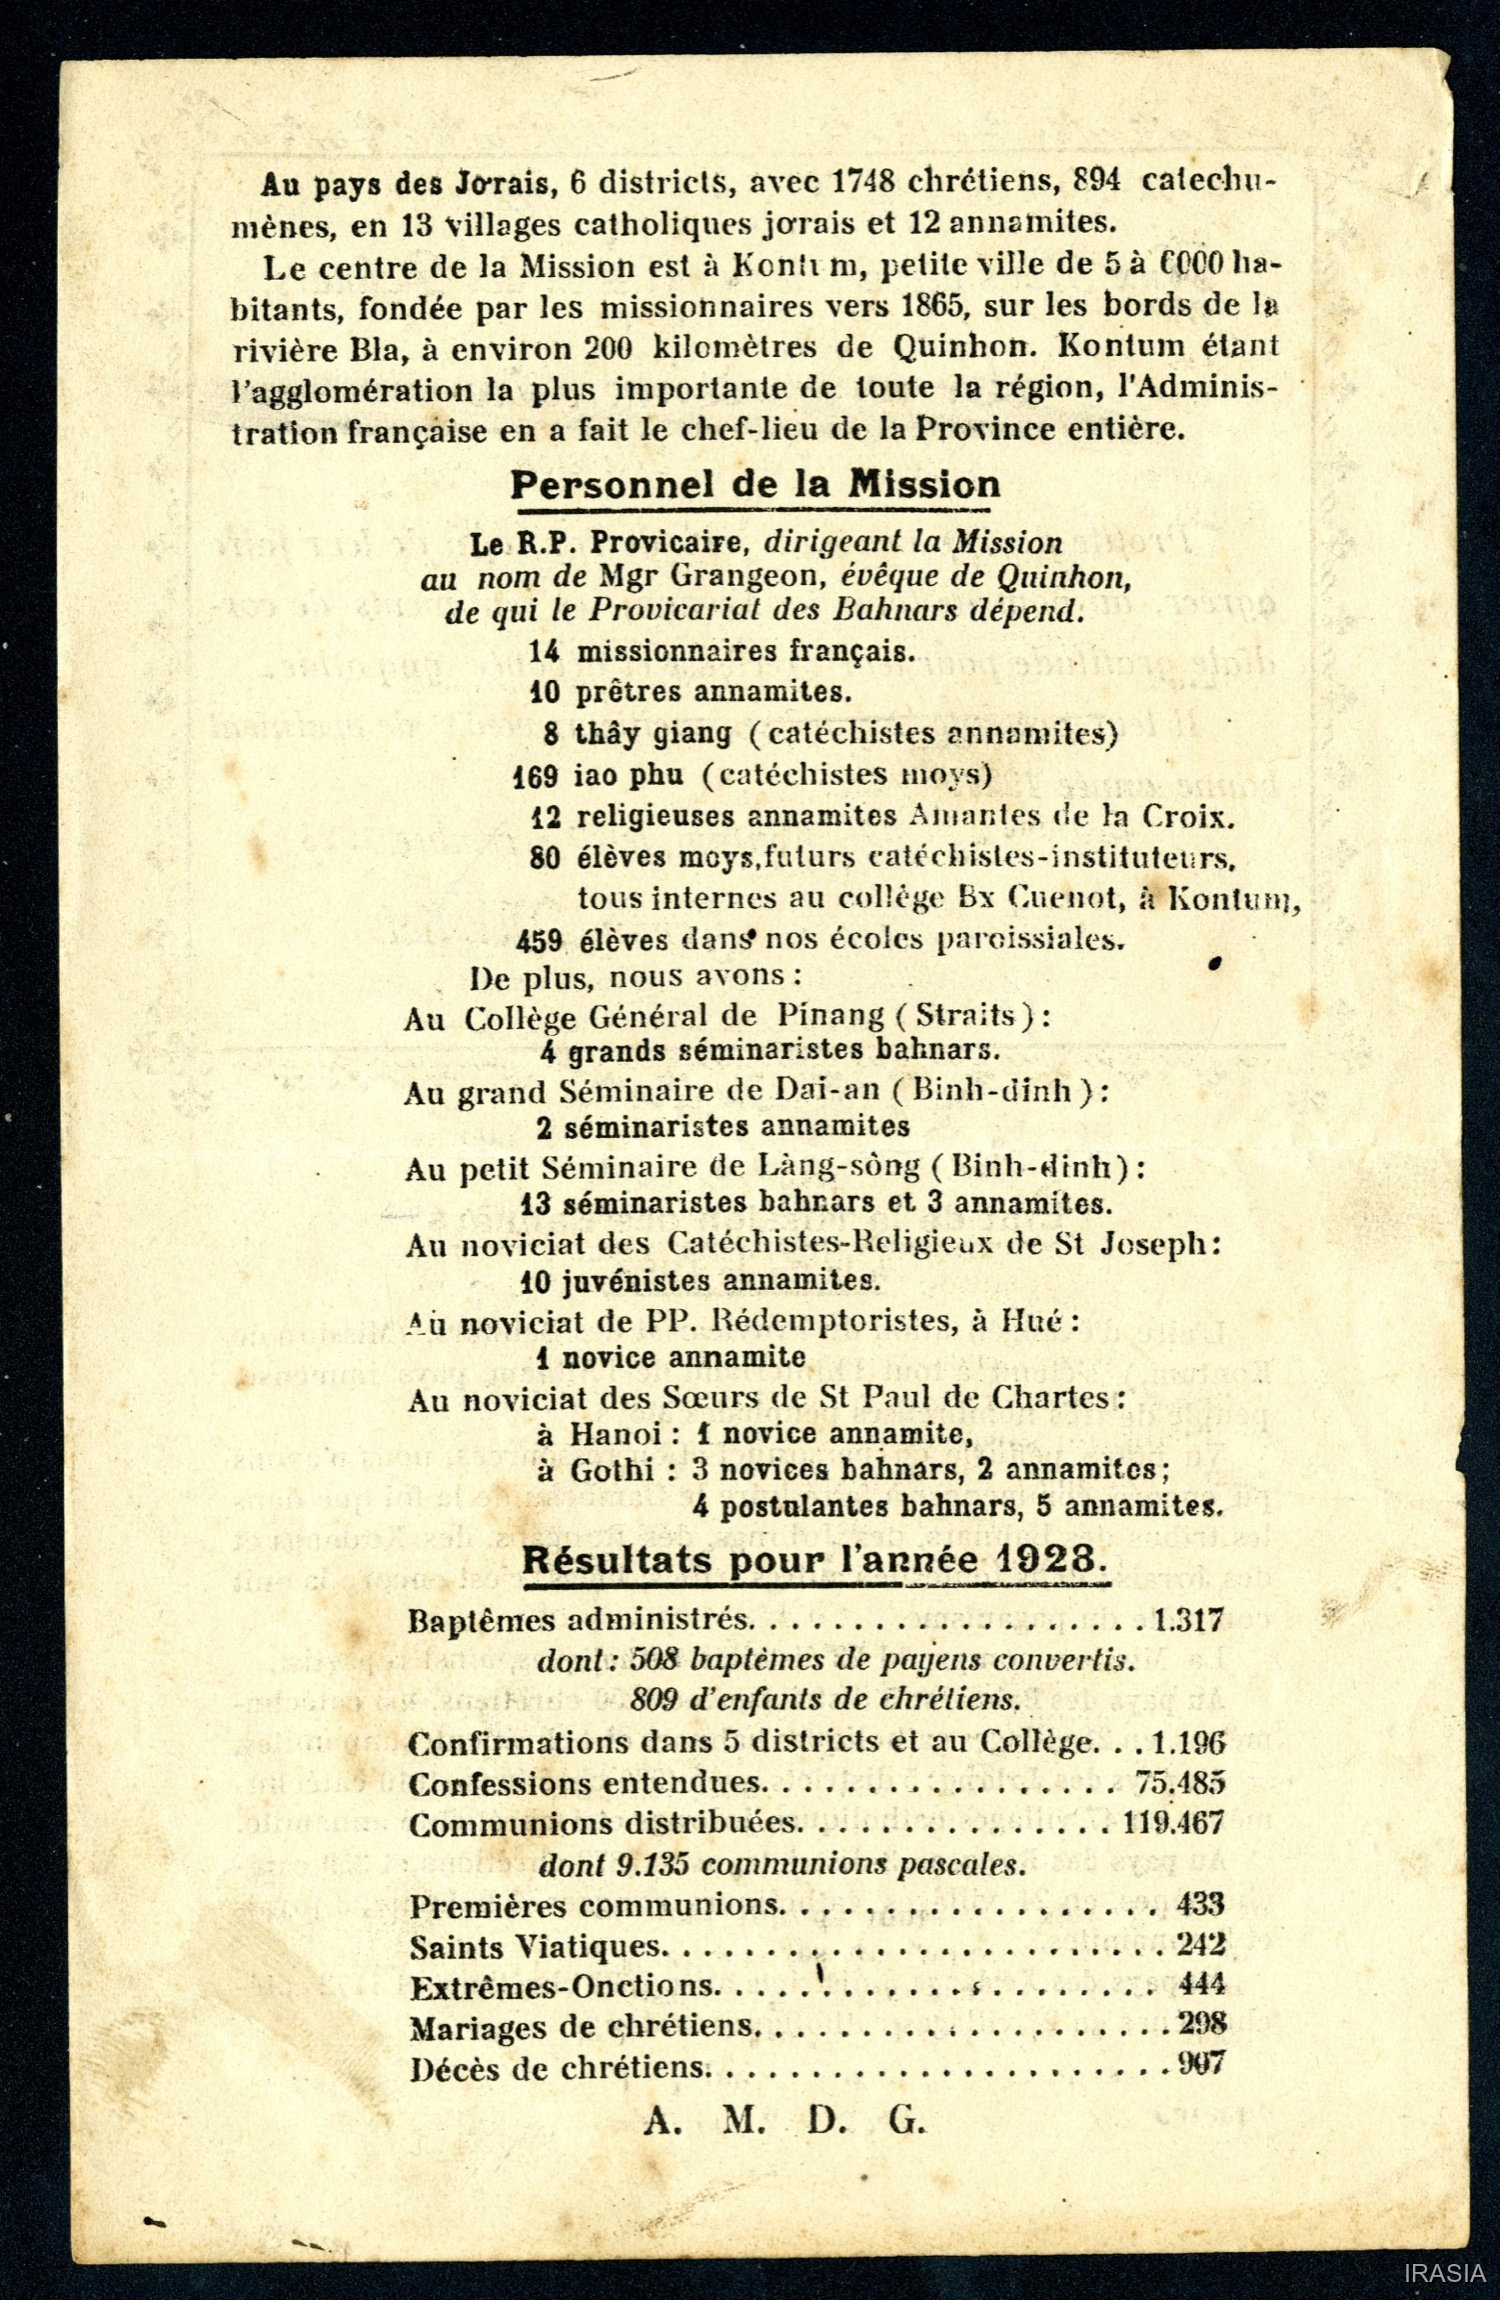 Au pays des Jơrais, 6 districts, avec 1748 chrétiens, 894 catechu-
mènes, en 13 villages catholiques jơrais et 12 annamites.
Le centre de la Mission est à Kontum, petite ville de 5 à 6000 ha-
bitants, fondée par les missionnaires vers 1865, sur les bords de la
rivière Bla, à environ 200 kilomètres de Quinhon. Kontum étant
l'agglomération la plus importante de toute la région, l'Adminis-
tration française en a fait le chef-lieu de la Province entière.
Personnel de la Mission
Le R.P. Provicaire, dirigeant la Mission
au nom de Mgr Grangeon, évêque de Quinhon,
de qui le Provicariat des Bahnars dépend.
14 missionnaires français.
10 prêtres annamites.
8 thây giang (catéchistes annamites)
169 iao phu (catéchistes moys)
12 religieuses annamites Amantes de la Croix.
80 élèves moys, futurs catéchistes-instituteurs,
tous internes au collège Bx Cuenot, à Kontum,
459 élèves dans nos écoles paroissiales.
De plus, nous avons :
Au Collège Général de Pinang (Straits) :
4 grands séminaristes bahnars.
Au grand Séminaire de Dai-an (Binh-dinh) :
2 séminaristes annamites
Au petit Séminaire de Làng-sòng (Binh-dinh) :
13 séminaristes bahnars et 3 annamites.
Au noviciat des Catéchistes-Religieux de St Joseph:
10 juvénistes annamites.
Au noviciat de PP. Rédemptoristes, à Hué :
1 novice annamite
Au noviciat des Sœurs de St Paul de Chartes :
à Hanoi : 1 novice annamite,
à Gothi : 3 novices bahnars, 2 annamites;
4 postulantes bahnars, 5 annamites.
Résultats pour l'année 1928.
Baptêmes administrés. . . . . . . . . . . . . . . . . . . 1.317
dont : 508 baptêmes de payens convertis.
809 d'enfants de chrétiens.
Confirmations dans 5 districts et au Collège. . . 1.196
Confessions entendues. . . . . . . . . . . . . . . . . 75.485
Communions distribuées. . . . . . . . . . . . . . . 119.467
dont 9.135 communions pascales.
Premières communions. . . . . . . . . . . . . . . . . . 433
Saints Viatiques. . . . . . . . . . . . . . . . . . . . . . . 242
Extrêmes-Onctions. . . . . . . . . . . . . . . . . . . . . 444
Mariages de chrétiens. . . . . . . . . . . . . . . . . . . 298
Décès de chrétiens. . . . . . . . . . . . . . . . . . . . . . 907
A. M. D. G.
IRASIA